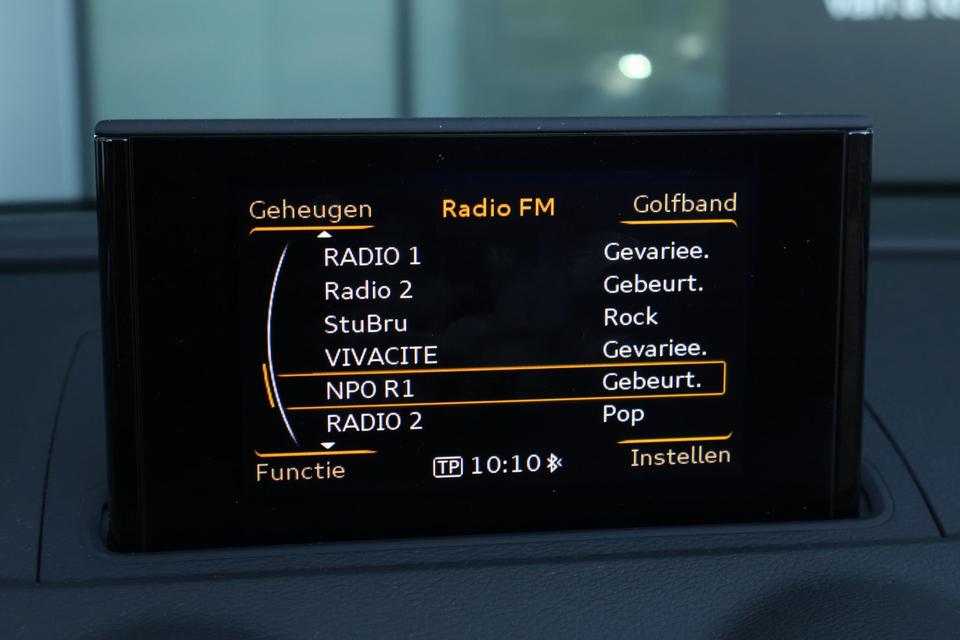 Geheugen Radio FM Golfband
RADIO 1 Gevariee.
Radio 2 Gebeurt.
StuBru Rock
VIVACITE Gevariee.
NPO R1 Gebeurt.
RADIO 2 Pop
Functie TP 10:10 Instellen